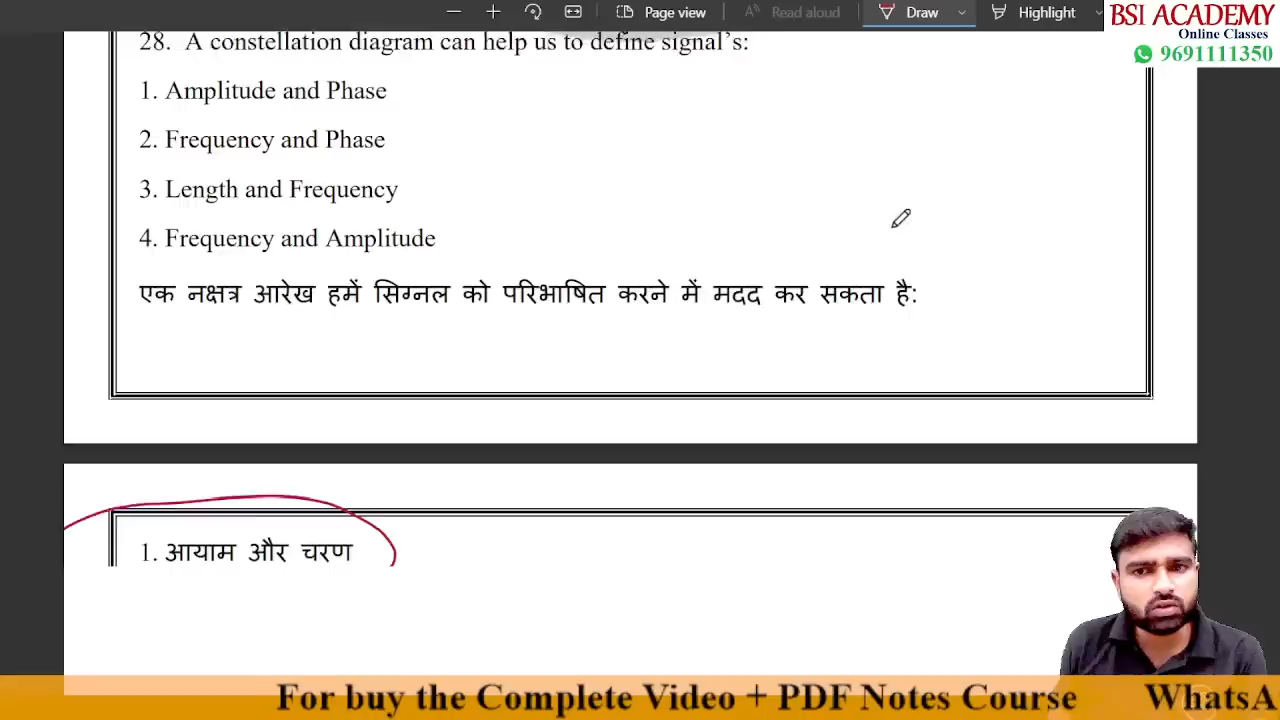 Page view
Read aloud
Draw
Highlight
BSI ACADEMY
Online Classes
9691111350
28. A constellation diagram can help us to define signal's:
1. Amplitude and Phase
2. Frequency and Phase
3. Length and Frequency
4. Frequency and Amplitude
एक नक्षत्र आरेख हमें सिग्नल को परिभाषित करने में मदद कर सकता है:
1. आयाम और चरण
For buy the Complete Video + PDF Notes Course WhatsA